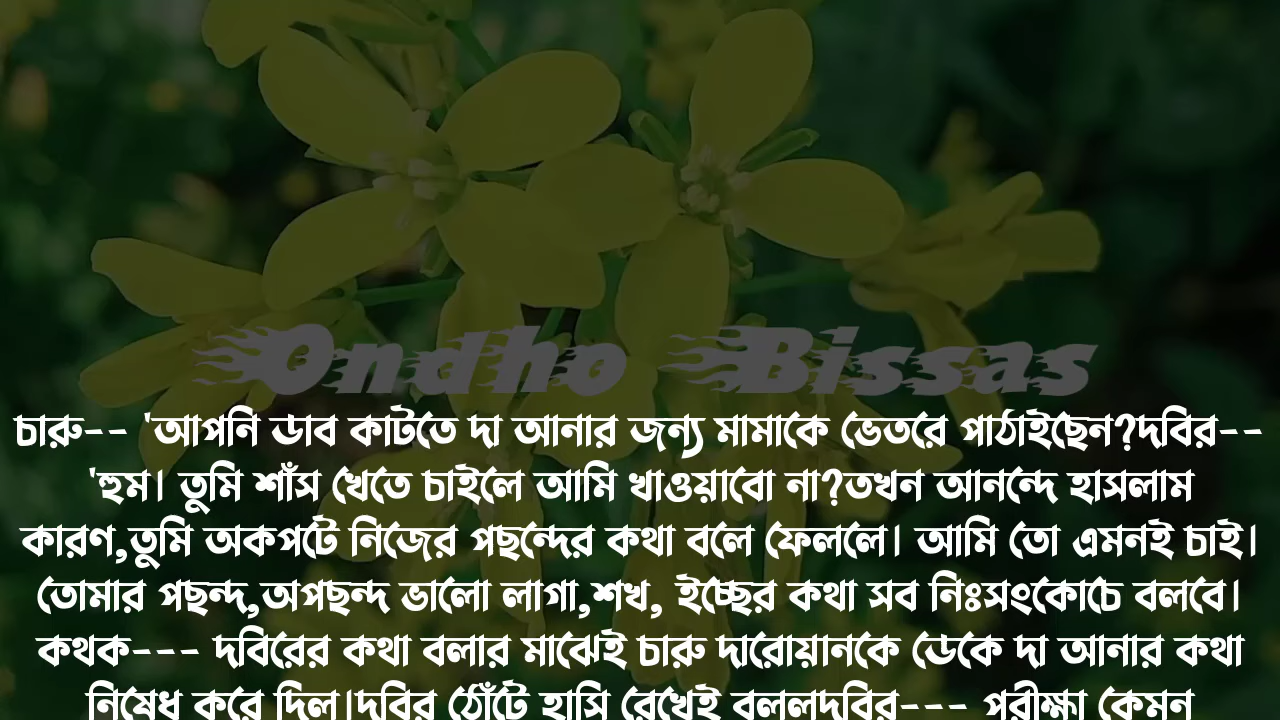 Ondho Bissas
চারু-- 'আপনি ডাব কাটতে দা আনার জন্য মামাকে ভেতরে পাঠাইছেন?দবির--
'হুম। তুমি শাঁস খেতে চাইলে আমি খাওয়াবো না?তখন আনন্দে হাসলাম
কারণ,তুমি অকপটে নিজের পছন্দের কথা বলে ফেললে। আমি তো এমনই চাই।
তোমার পছন্দ,অপছন্দ ভালো লাগা,শখ, ইচ্ছের কথা সব নিঃসংকোচে বলবে।
কথক--- দবিরের কথা বলার মাঝেই চারু দারোয়ানকে ডেকে দা আনার কথা
নিষেধ করে দিল।দবির ঠোঁটে হাসি রেখেই বললদবির--- পরীক্ষা কেমন